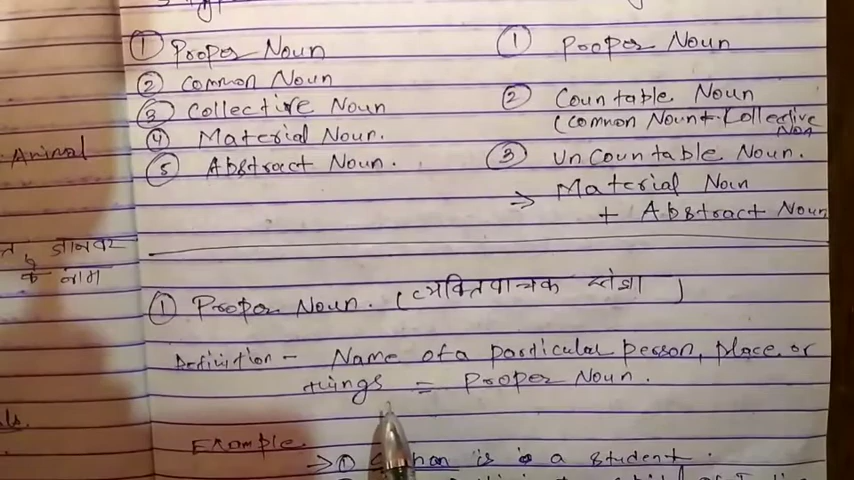 ① Proper Noun
② Common Noun
③ Collective Noun
④ Material Noun.
⑤ Abstract Noun.
① Proper Noun
② Countable Noun
(Common Noun + Collective Noun
③ Uncountable Noun.
→ Material Noun
+ Abstract Noun
Animal
जानवर
के नाम
① Proper Noun. (व्यक्तिवाचक संज्ञा)
Definition - Name of a particular person, place or
things = Proper Noun.
Example.
→ ① is a student.